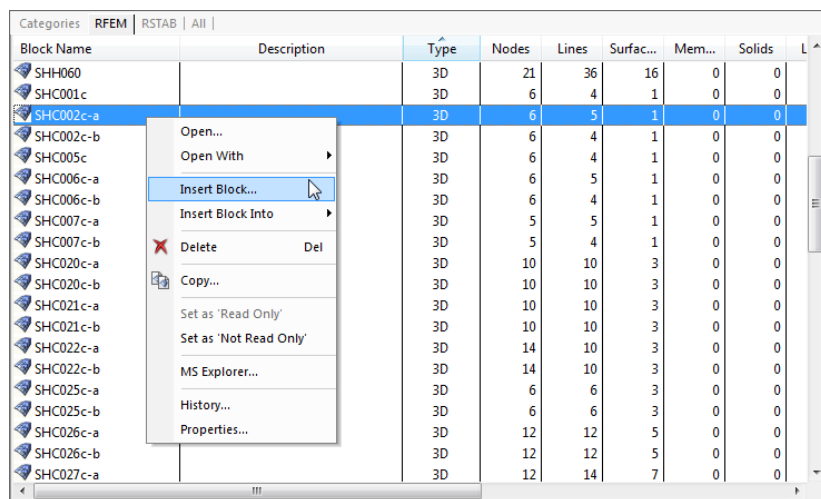 Categories RFEM RSTAB All
Block Name Description Type Nodes Lines Surfac... Mem... Solids L
SHH060 3D 21 36 16 0 0
SHC001c 3D 6 4 1 0 0
SHC002c-a 3D 6 5 1 0 0
SHC002c-b 3D 6 4 1 0 0
SHC005c 3D 6 4 1 0 0
SHC006c-a 3D 6 5 1 0 0
SHC006c-b 3D 6 4 1 0 0
SHC007c-a 3D 5 5 1 0 0
SHC007c-b 3D 5 4 1 0 0
SHC020c-a 3D 10 10 3 0 0
SHC020c-b 3D 10 10 3 0 0
SHC021c-a 3D 10 10 3 0 0
SHC021c-b 3D 10 10 3 0 0
SHC022c-a 3D 14 10 3 0 0
SHC022c-b 3D 14 10 3 0 0
SHC025c-a 3D 6 6 3 0 0
SHC025c-b 3D 6 6 3 0 0
SHC026c-a 3D 12 12 5 0 0
SHC026c-b 3D 12 12 5 0 0
SHC027c-a 3D 12 14 7 0 0
Open...
Open With
Insert Block...
Insert Block Into
Delete Del
Copy...
Set as 'Read Only'
Set as 'Not Read Only'
MS Explorer...
History...
Properties...